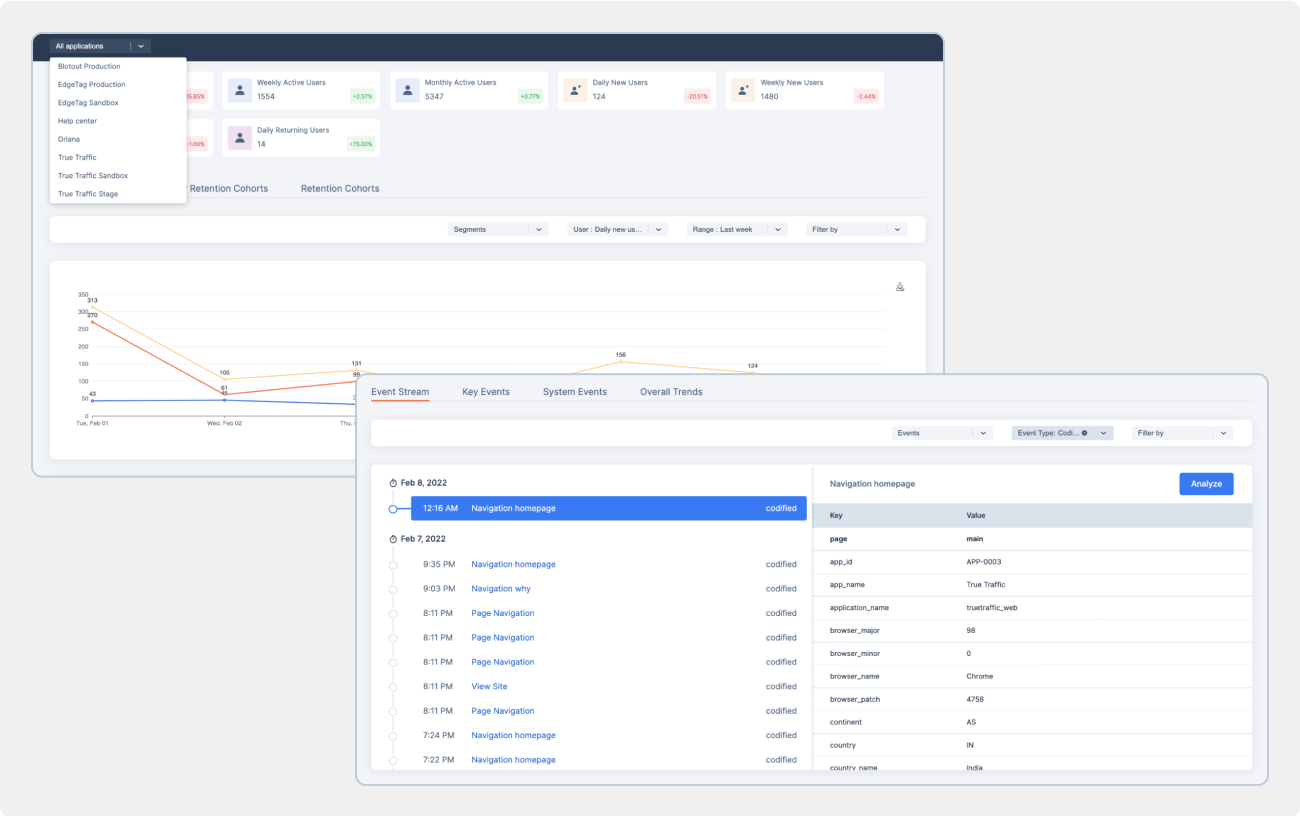 All applications
Blotout Production
EdgeTag Production
EdgeTag Sandbox
Help center
Oriana
True Traffic
True Traffic Sandbox
True Traffic Stage
15.85%
Weekly Active Users
1554
+2.57%
Monthly Active Users
5347
+0.77%
Daily New Users
124
-20.51%
Weekly New Users
1480
-2.44%
-1.00%
Daily Returning Users
14
+75.00%
Retention Cohorts
Retention Cohorts
Segments
User : Daily new us...
Range : Last week
Filter by
350
300
250
200
150
100
50
0
313
270
43
105
61
131
99
156
124
Tue, Feb 01
Wed, Feb 02
Thu,
Event Stream
Key Events
System Events
Overall Trends
Events
Event Type: Codi...
Filter by
Feb 8, 2022
12:16 AM Navigation homepage codified
Feb 7, 2022
9:35 PM Navigation homepage codified
9:03 PM Navigation why codified
8:11 PM Page Navigation codified
8:11 PM Page Navigation codified
8:11 PM Page Navigation codified
8:11 PM View Site codified
8:11 PM Page Navigation codified
7:24 PM Navigation homepage codified
7:22 PM Navigation homepage codified
Navigation homepage
Analyze
Key Value
page main
app_id APP-0003
app_name True Traffic
application_name truetraffic_web
browser_major 98
browser_minor 0
browser_name Chrome
browser_patch 4758
continent AS
country IN
country_name India